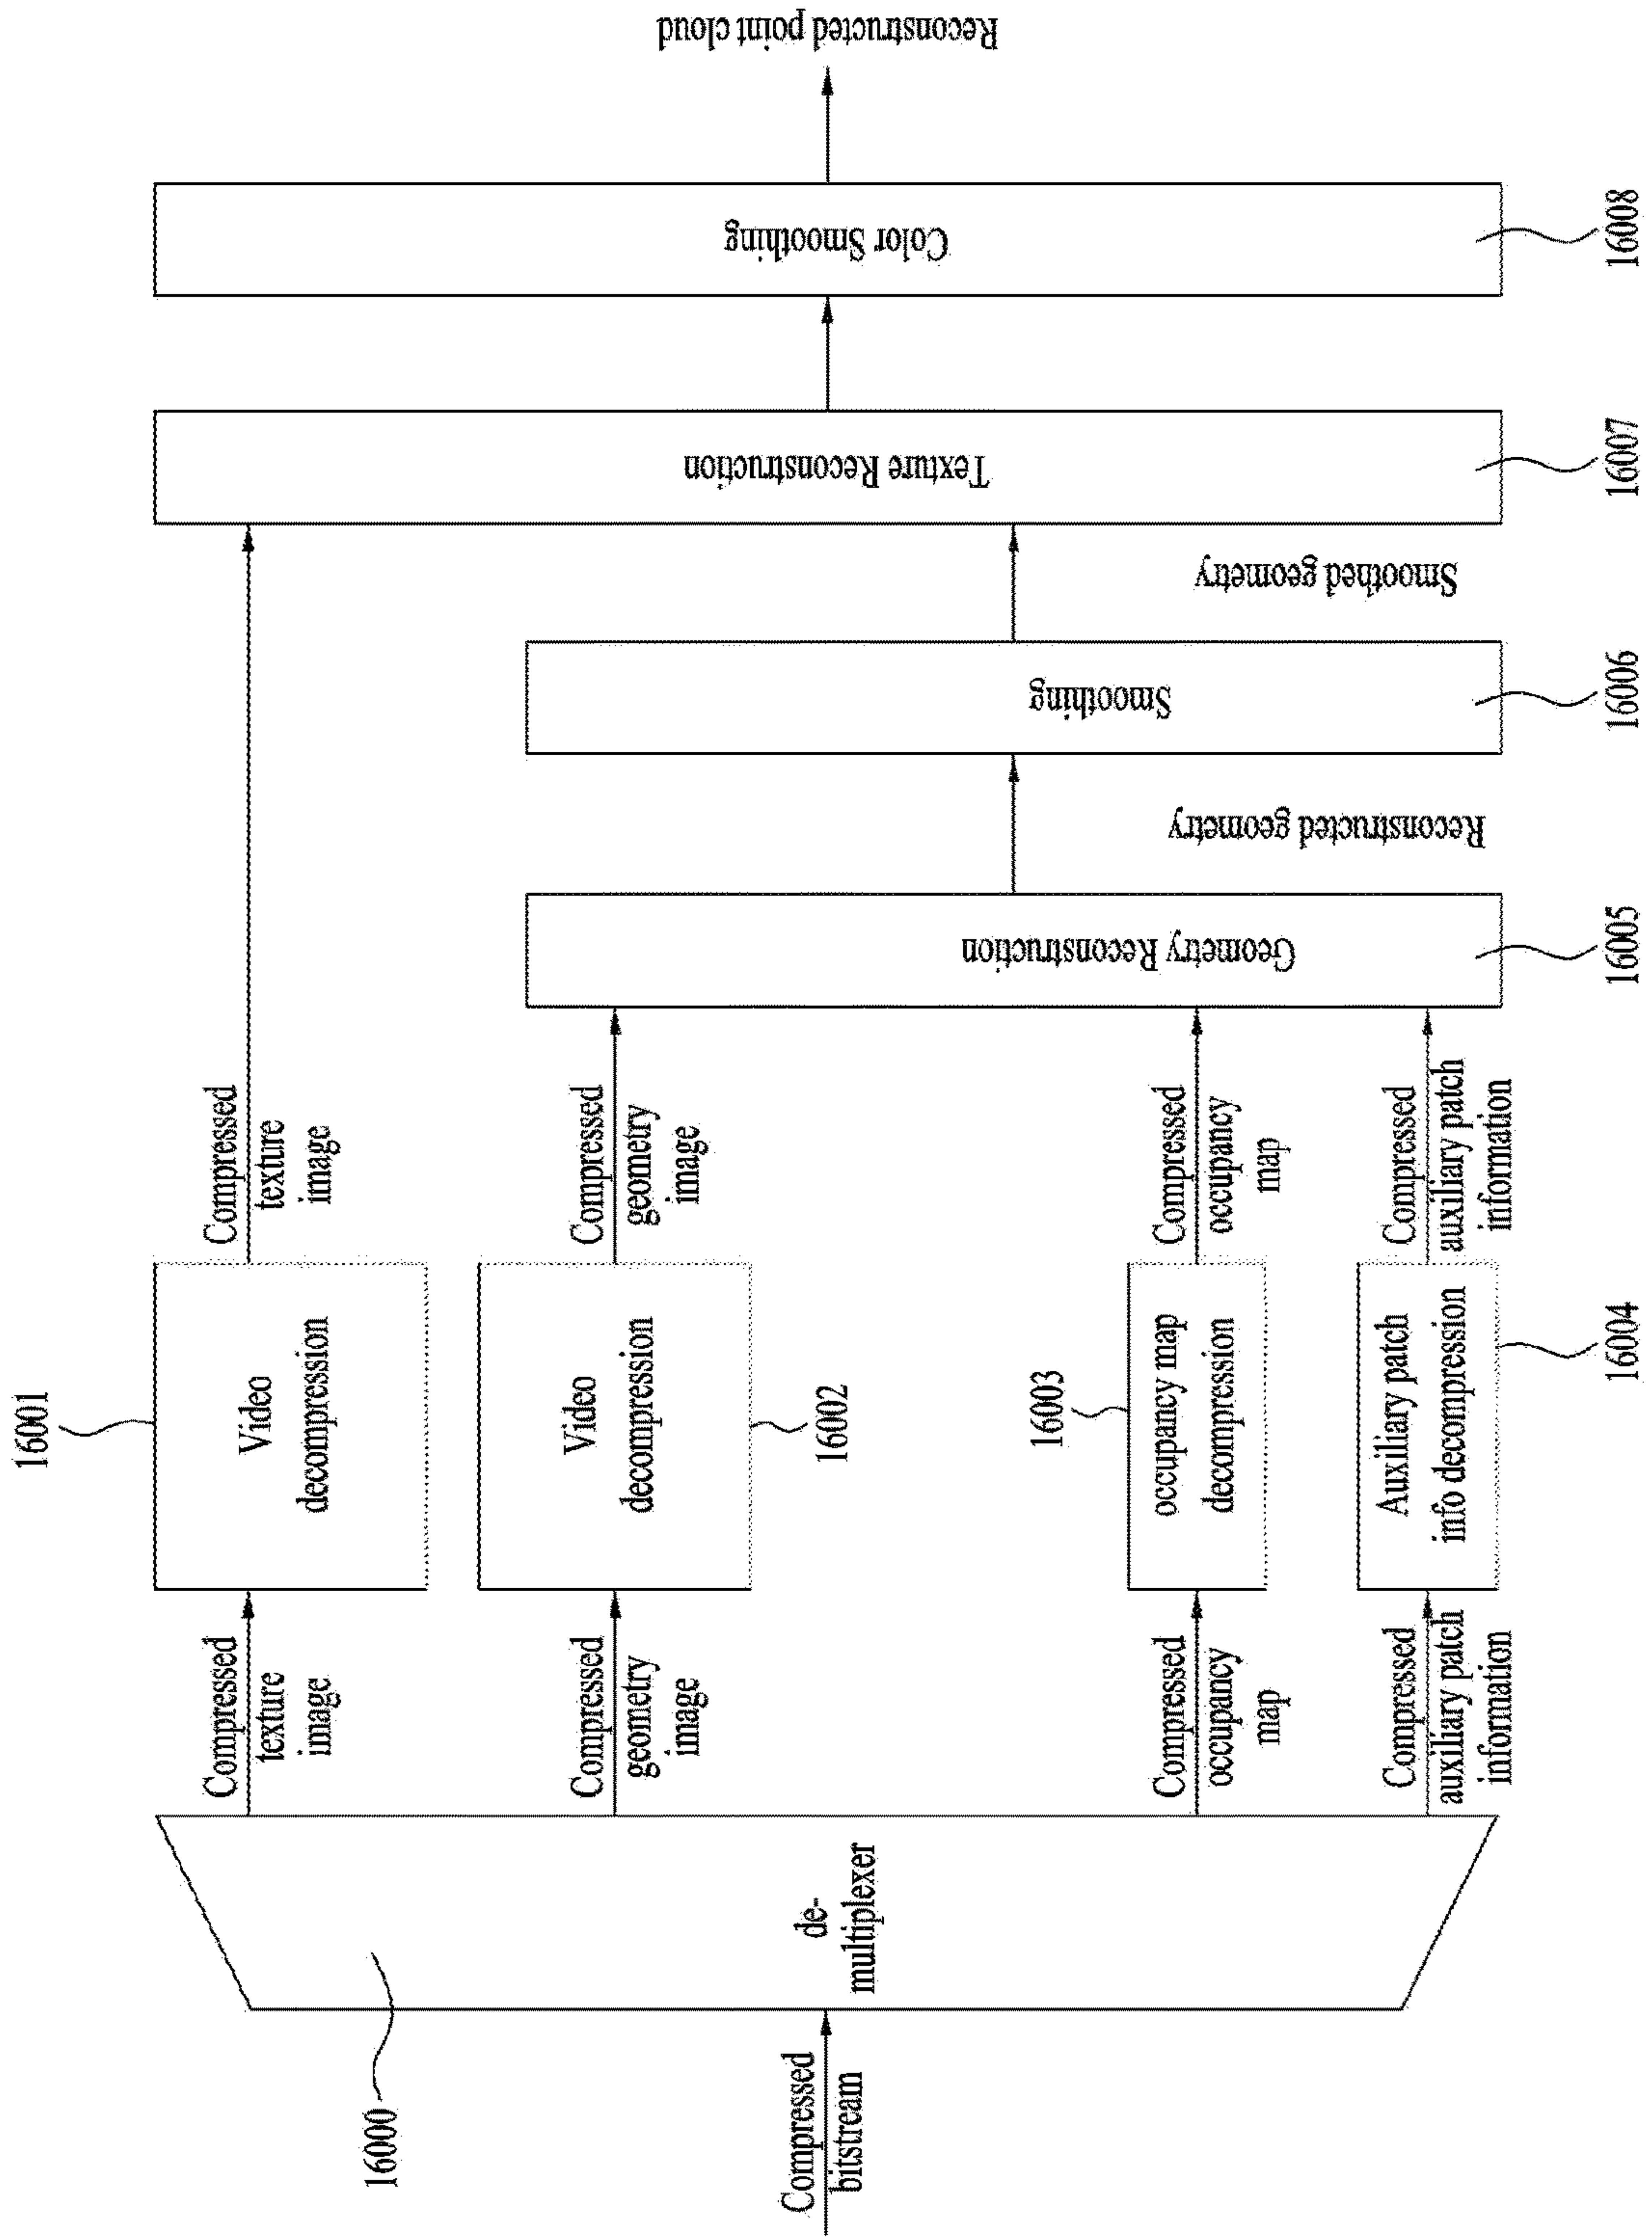 Compressed
bitstream
16000
de-
multiplexer
Compressed
texture
image
Compressed
geometry
image
Compressed
occupancy
map
Compressed
auxiliary patch
information
16001
Video
decompression
Video
decompression
16002
16003
occupancy map
decompression
Auxiliary patch
info decompression
16004
Compressed
texture
image
Compressed
geometry
image
Compressed
occupancy
map
Compressed
auxiliary patch
information
Geometry Reconstruction
16005
Reconstructed geometry
Smoothing
16006
Smoothed geometry
Texture Reconstruction
16007
Color Smoothing
16008
Reconstructed point cloud